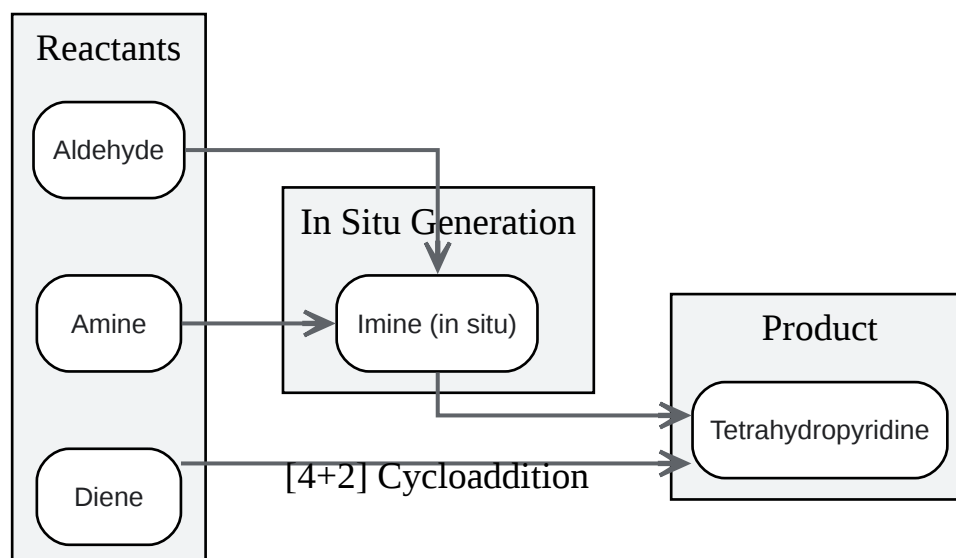 Reactants
Aldehyde
In Situ Generation
Amine
Imine (in situ)
Product
Tetrahydropyridine
[4+2] Cycloaddition
Diene